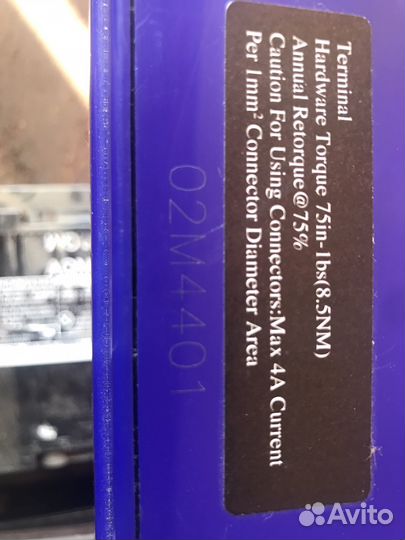 Terminal
Hardware Torque 75in-lbs(8.5NM)
Annual Retorque@75%
Caution For Using Connectors:Max 4A Current
Per 1mm² Connector Diameter Area
02M4401
Avito